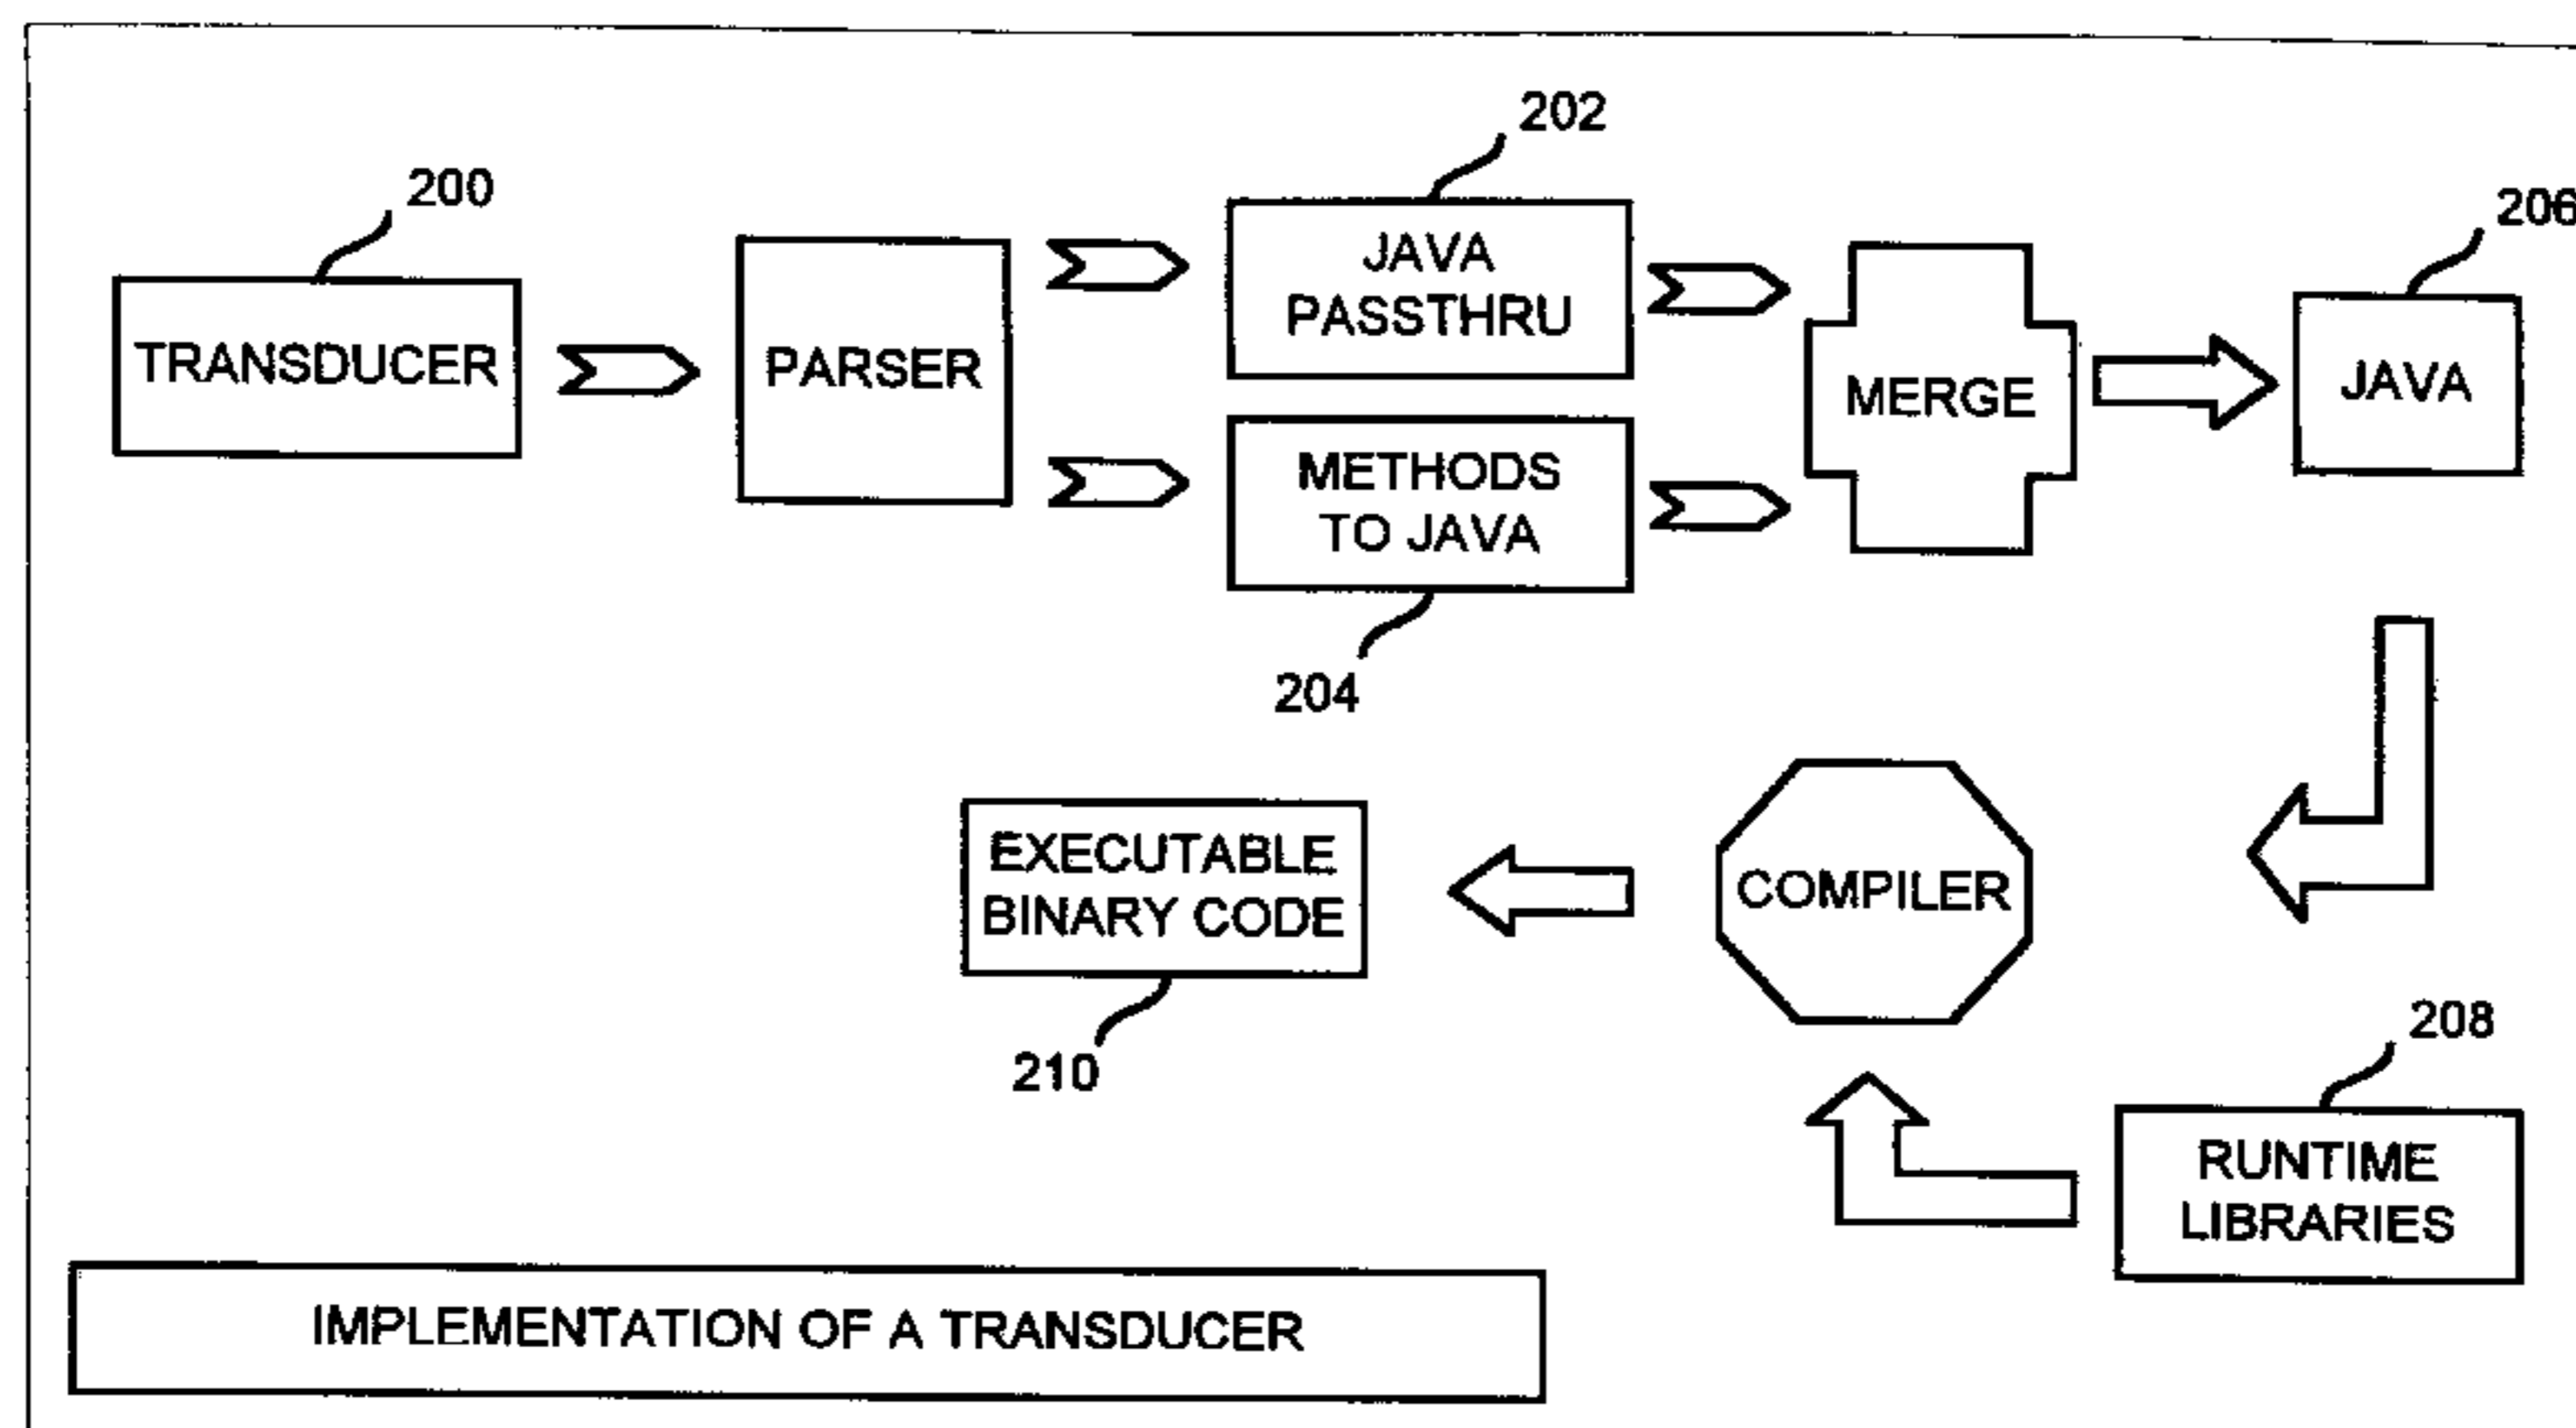 202
200
206
JAVA
PASSTHRU
TRANSDUCER
PARSER
MERGE
JAVA
METHODS
TO JAVA
204
EXECUTABLE
BINARY CODE
COMPILER
210
208
RUNTIME
LIBRARIES
IMPLEMENTATION OF A TRANSDUCER